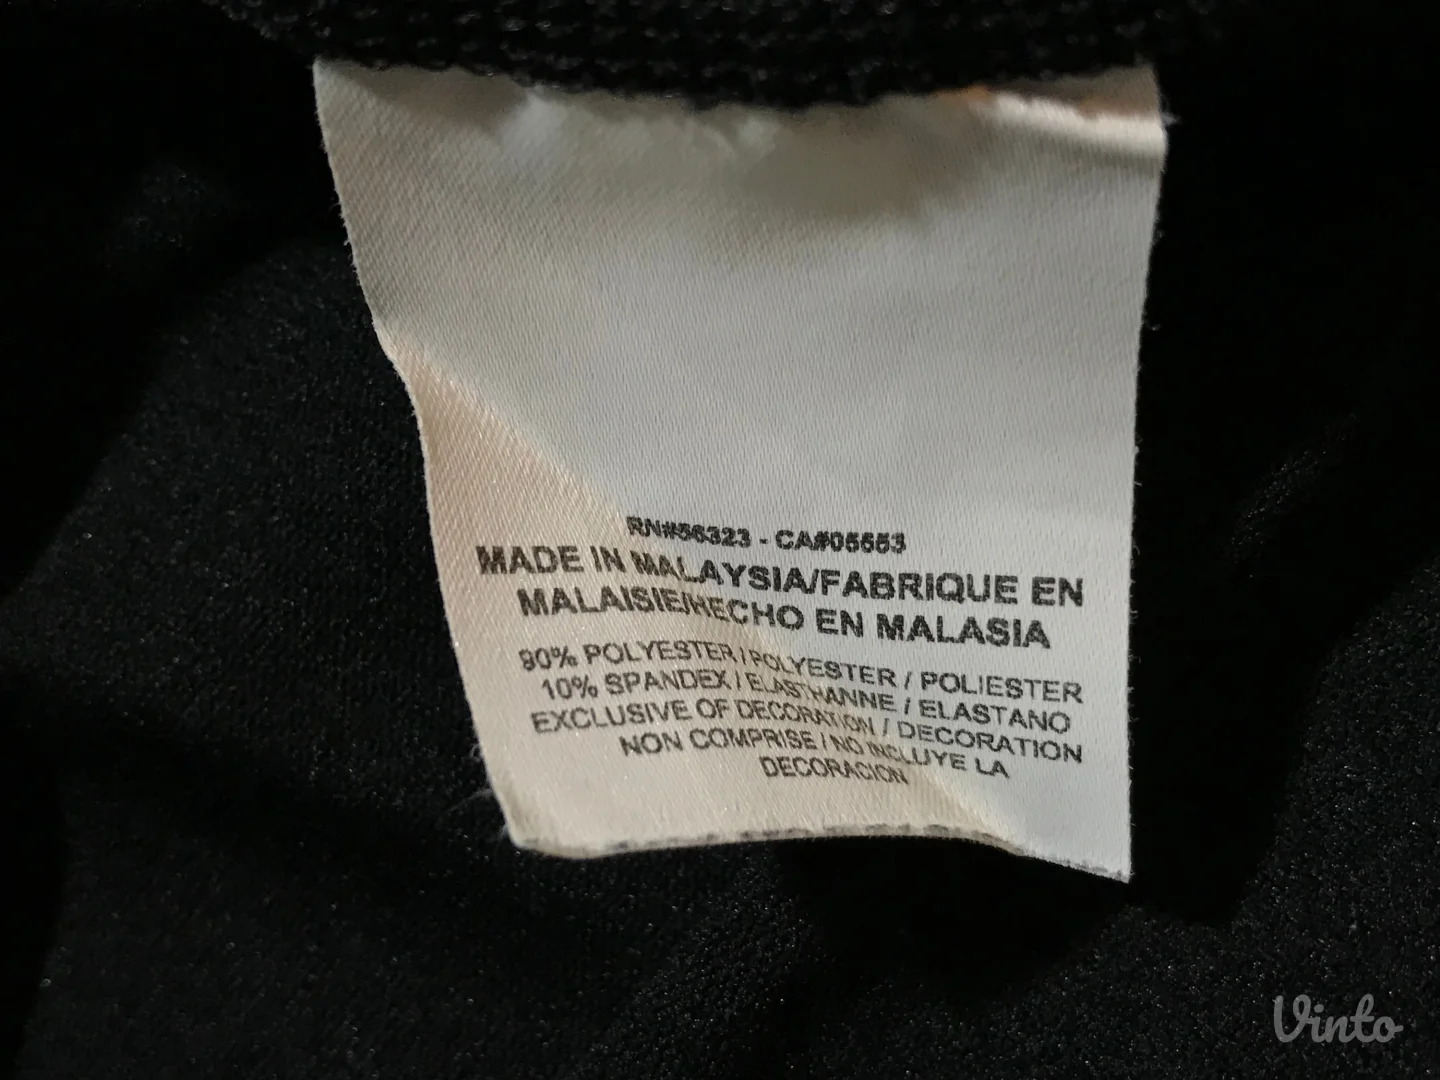 RN#56323 - CA#05553
MADE IN MALAYSIA/FABRIQUE EN
MALAISIE/HECHO EN MALASIA
90% POLYESTER / POLYESTER / POLIESTER
10% SPANDEX / ELASTHANNE / ELASTANO
EXCLUSIVE OF DECORATION / DECORATION
NON COMPRISE / NO INCLUYE LA
DECORACION
Vinto